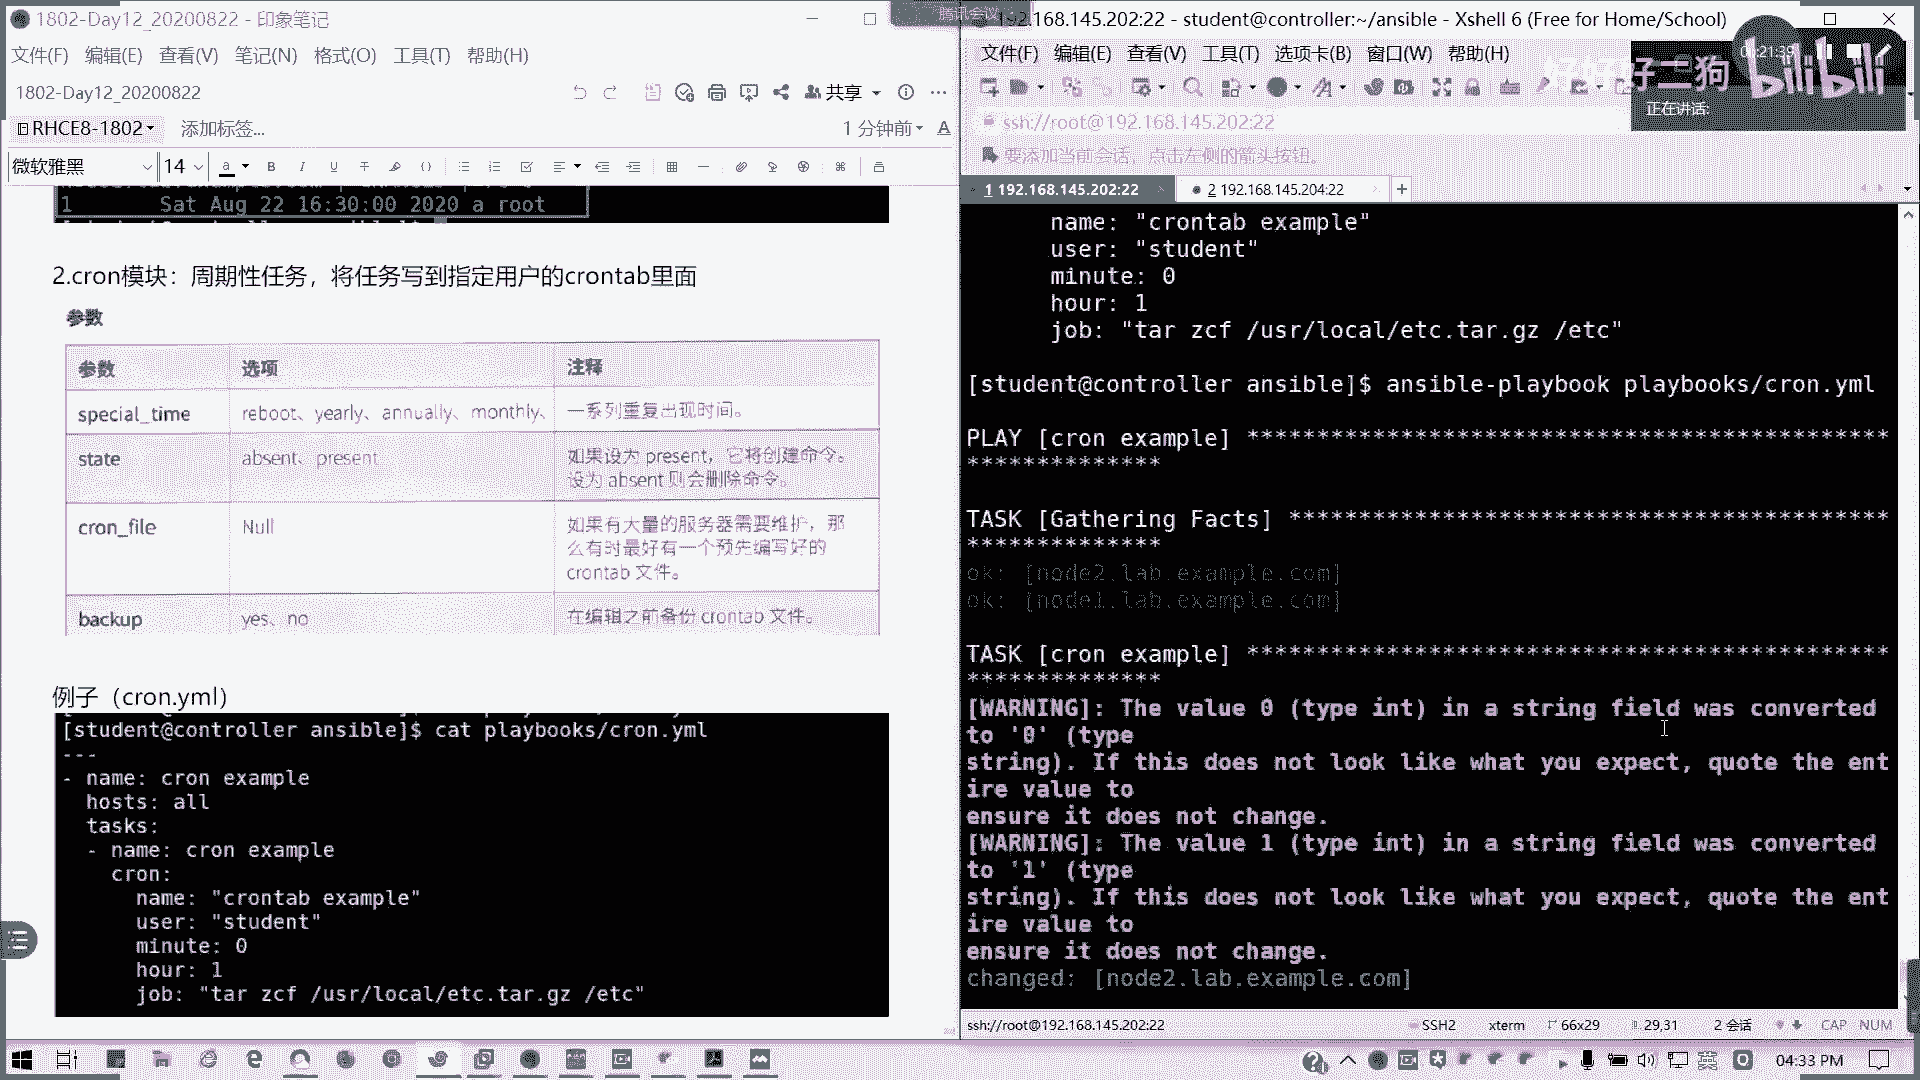 1802-Day12_20200822 - 印象笔记
文件(F) 编辑(E) 查看(V) 笔记(N) 格式(O) 工具(T) 帮助(H)
1802-Day12_20200822
共享
RHCE8-1802
添加标签...
1 分钟前
微软雅黑
14
1 Sat Aug 22 16:30:00 2020 a root
2.cron模块：周期性任务，将任务写到指定用户的crontab里面
参数
参数 选项 注释
special_time reboot、yearly、annually、monthly、 一系列重复出现时间。
state absent、present 如果设为 present，它将创建命令。
设为 absent 则会删除命令。
cron_file Null 如果有大量的服务器需要维护，那
么有时最好有一个预先编写好的
crontab 文件。
backup yes、no 在编辑之前备份 crontab 文件。
例子（cron.yml）
[student@controller ansible]$ cat playbooks/cron.yml
---
- name: cron example
hosts: all
tasks:
- name: cron example
cron:
name: "crontab example"
user: "student"
minute: 0
hour: 1
job: "tar zcf /usr/local/etc.tar.gz /etc"
腾讯会议
192.168.145.202:22 - student@controller:~/ansible - Xshell 6 (Free for Home/School)
文件(F) 编辑(E) 查看(V) 工具(T) 选项卡(B) 窗口(W) 帮助(H)
bilibili
正在讲话:
ssh://root@192.168.145.202:22
要添加当前会话，点击左侧的箭头按钮。
1 192.168.145.202:22
2 192.168.145.204:22
name: "crontab example"
user: "student"
minute: 0
hour: 1
job: "tar zcf /usr/local/etc.tar.gz /etc"
[student@controller ansible]$ ansible-playbook playbooks/cron.yml
PLAY [cron example] *********************************************
**************
TASK [Gathering Facts] ******************************************
**************
ok: [node2.lab.example.com]
ok: [node1.lab.example.com]
TASK [cron example] *********************************************
**************
[WARNING]: The value 0 (type int) in a string field was converted
to '0' (type
string). If this does not look like what you expect, quote the ent
ire value to
ensure it does not change.
[WARNING]: The value 1 (type int) in a string field was converted
to '1' (type
string). If this does not look like what you expect, quote the ent
ire value to
ensure it does not change.
changed: [node2.lab.example.com]
ssh://root@192.168.145.202:22
SSH2
xterm
66x29
29,31
2 会话
CAP NUM
英
04:33 PM